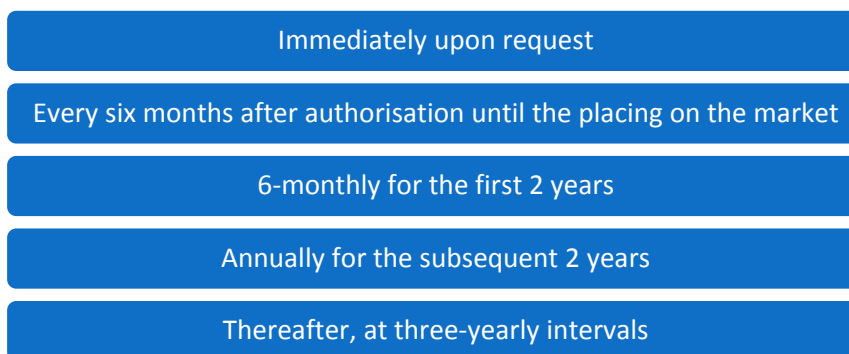 Immediately upon request
Every six months after authorisation until the placing on the market
6-monthly for the first 2 years
Annually for the subsequent 2 years
Thereafter, at three-yearly intervals